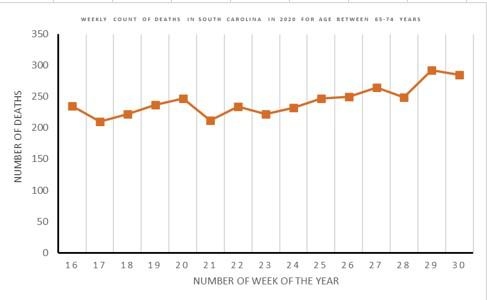 WEEKLY COUNT OF DEATHS IN SOUTH CAROLINA IN 2020 FOR AGE BETWEEN 65-74 YEARS
350
300
250
200
150
100
50
0
NUMBER OF DEATHS
16 17 18 19 20 21 22 23 24 25 26 27 28 29 30
NUMBER OF WEEK OF THE YEAR